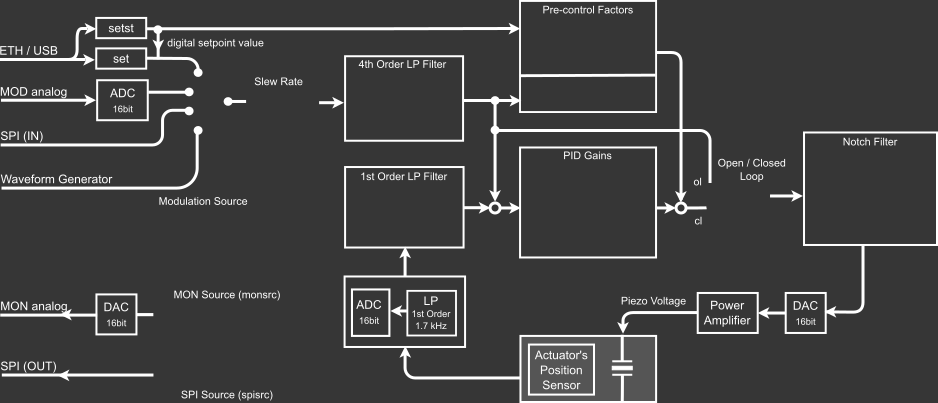 Pre-control Factors
setst
digital setpoint value
ETH / USB
set
4th Order LP Filter
Slew Rate
MOD analog
ADC
16bit
SPI (IN)
Notch Filter
PID Gains
Open / Closed
Loop
1st Order LP Filter
Waveform Generator
ol
Modulation Source
cl
MON Source (monsrc)
MON analog
DAC
16bit
ADC
16bit
LP
1st Order
1.7 kHz
Piezo Voltage
Power
Amplifier
DAC
16bit
Actuator's
Position
Sensor
SPI (OUT)
SPI Source (spisrc)